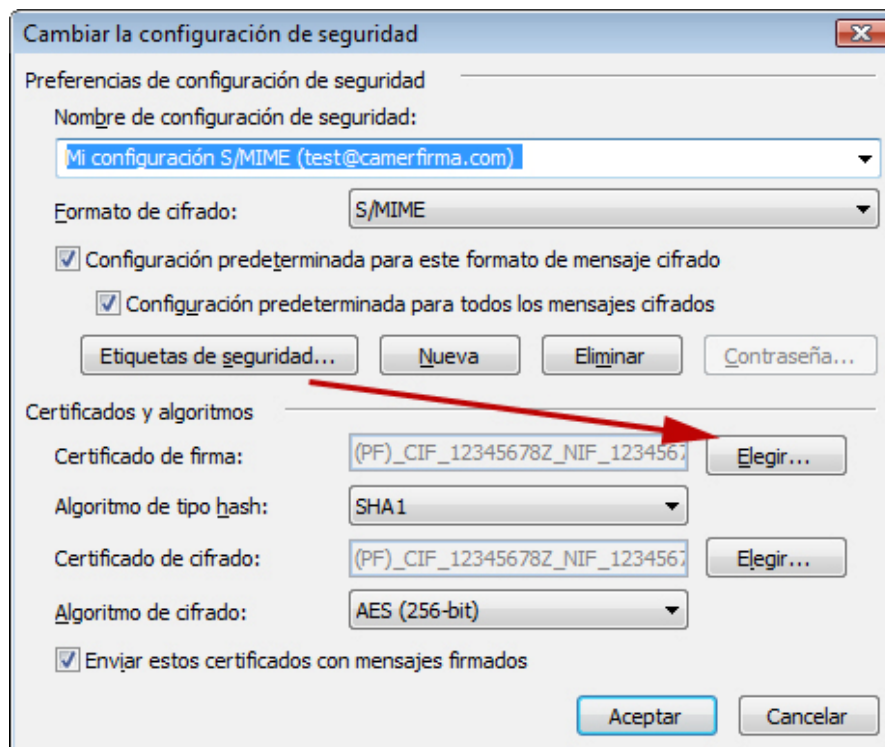 Cambiar la configuración de seguridad
Preferencias de configuración de seguridad
Nombre de configuración de seguridad:
Mi configuración S/MIME (test@camerfirma.com)
Formato de cifrado: S/MIME
Configuración predeterminada para este formato de mensaje cifrado
Configuración predeterminada para todos los mensajes cifrados
Etiquetas de seguridad... Nueva Eliminar Contraseña...
Certificados y algoritmos
Certificado de firma: (PF)_CIF_12345678Z_NIF_1234567 Elegir...
Algoritmo de tipo hash: SHA1
Certificado de cifrado: (PF)_CIF_12345678Z_NIF_1234567 Elegir...
Algoritmo de cifrado: AES (256-bit)
Enviar estos certificados con mensajes firmados
Aceptar Cancelar